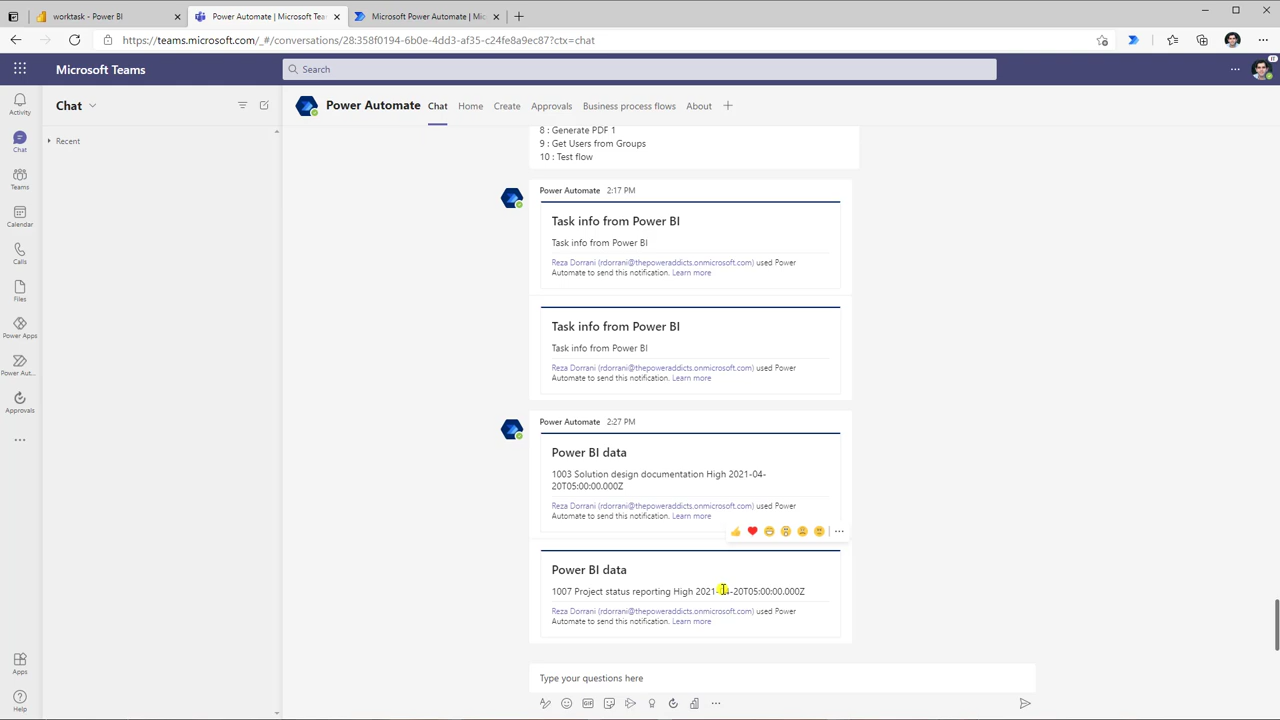 worktask - Power BI
Power Automate | Microsoft Tea
Microsoft Power Automate | Mic
https://teams.microsoft.com/_#/conversations/28:358f0194-6b0e-4dd3-af35-c24fe8a9ec87?ctx=chat
Microsoft Teams
Search
Activity
Chat
Teams
Calendar
Calls
Files
Power Apps
Power Aut...
Approvals
Apps
Help
Chat
Recent
Power Automate Chat Home Create Approvals Business process flows About
8 : Generate PDF 1
9 : Get Users from Groups
10 : Test flow
Power Automate 2:17 PM
Task info from Power BI
Task info from Power BI
Reza Dorrani (rdorrani@thepoweraddicts.onmicrosoft.com) used Power
Automate to send this notification. Learn more
Task info from Power BI
Task info from Power BI
Reza Dorrani (rdorrani@thepoweraddicts.onmicrosoft.com) used Power
Automate to send this notification. Learn more
Power Automate 2:27 PM
Power BI data
1003 Solution design documentation High 2021-04-
20T05:00:00.000Z
Reza Dorrani (rdorrani@thepoweraddicts.onmicrosoft.com) used Power
Automate to send this notification. Learn more
Power BI data
1007 Project status reporting High 2021-04-20T05:00:00.000Z
Reza Dorrani (rdorrani@thepoweraddicts.onmicrosoft.com) used Power
Automate to send this notification. Learn more
Type your questions here
GIF